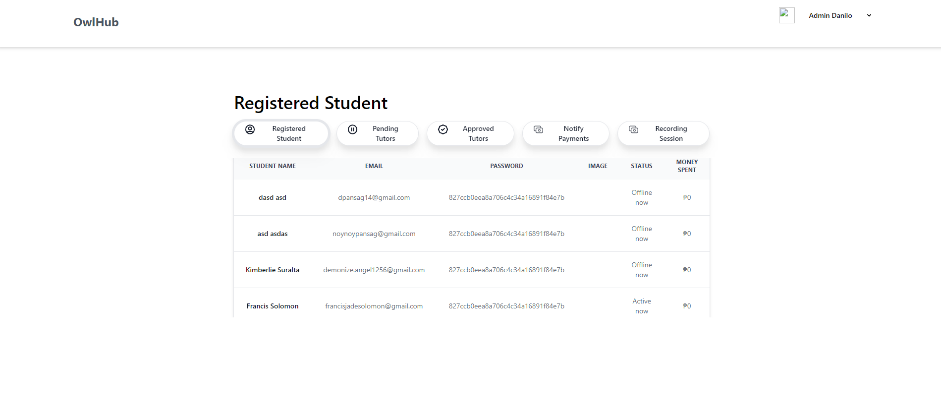 OwlHub
Admin Danilo
Registered Student
Registered
Student
Pending
Tutors
Approved
Tutors
Notify
Payments
Recording
Session
STUDENT NAME EMAIL PASSWORD IMAGE STATUS MONEY SPENT
dasd asd dpansaq14@gmail.com 827ccb0eea8a706c4c34a16891f84e7b Offline now ₱0
asd asdas noynoypansag@gmail.com 827ccb0eea8a706c4c34a16891f84e7b Offline now ₱0
Kimberlie Suralta demonize.angel1256@gmail.com 827ccb0eea8a706c4c34a16891f84e7b Offline now ₱0
Francis Solomon francisjadesolomon@gmail.com 827ccb0eea8a706c4c34a16891f84e7b Active now ₱0